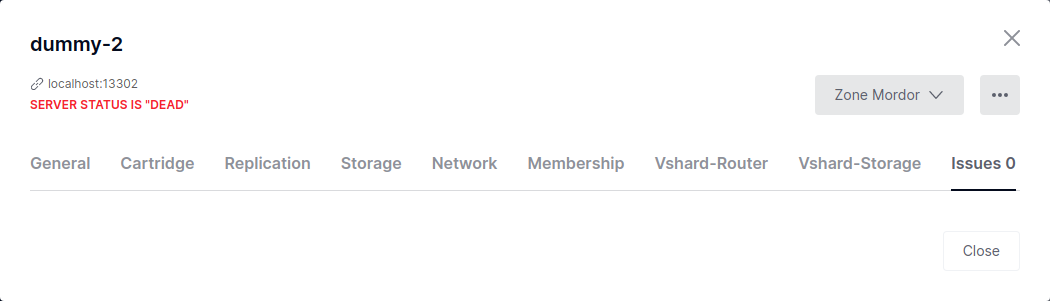 dummy-2
localhost:13302
SERVER STATUS IS "DEAD"
Zone Mordor
General Cartridge Replication Storage Network Membership Vshard-Router Vshard-Storage Issues 0
Close